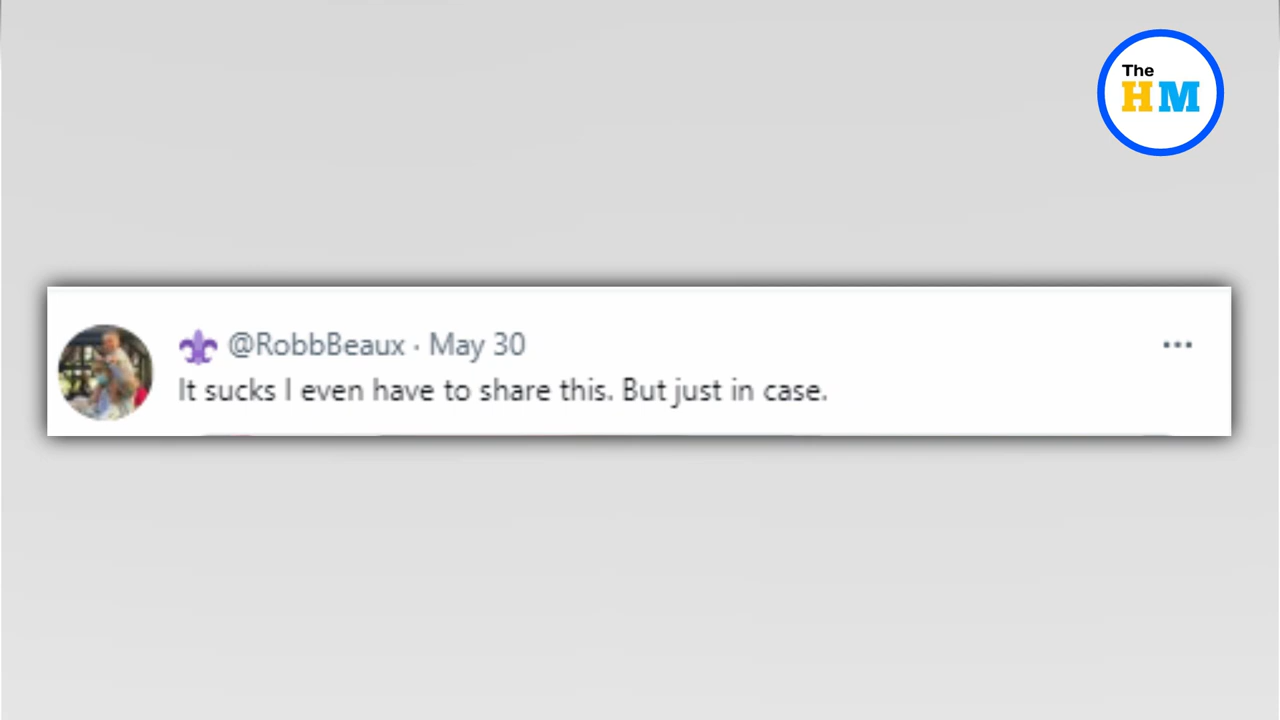 The
HM
@RobbBeaux · May 30
It sucks I even have to share this. But just in case.